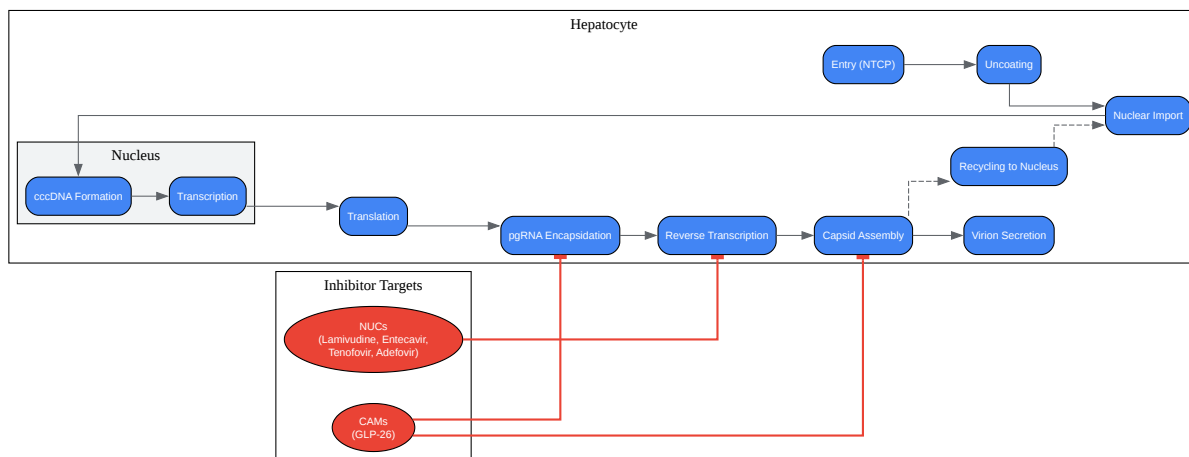 Hepatocyte
Entry (NTCP)
Uncoating
Nuclear Import
Nucleus
Recycling to Nucleus
cccDNA Formation
Transcription
Translation
pgRNA Encapsidation
Reverse Transcription
Capsid Assembly
Virion Secretion
Inhibitor Targets
NUCs
(Lamivudine, Entecavir,
Tenofovir, Adefovir)
CAMs
(GLP-26)